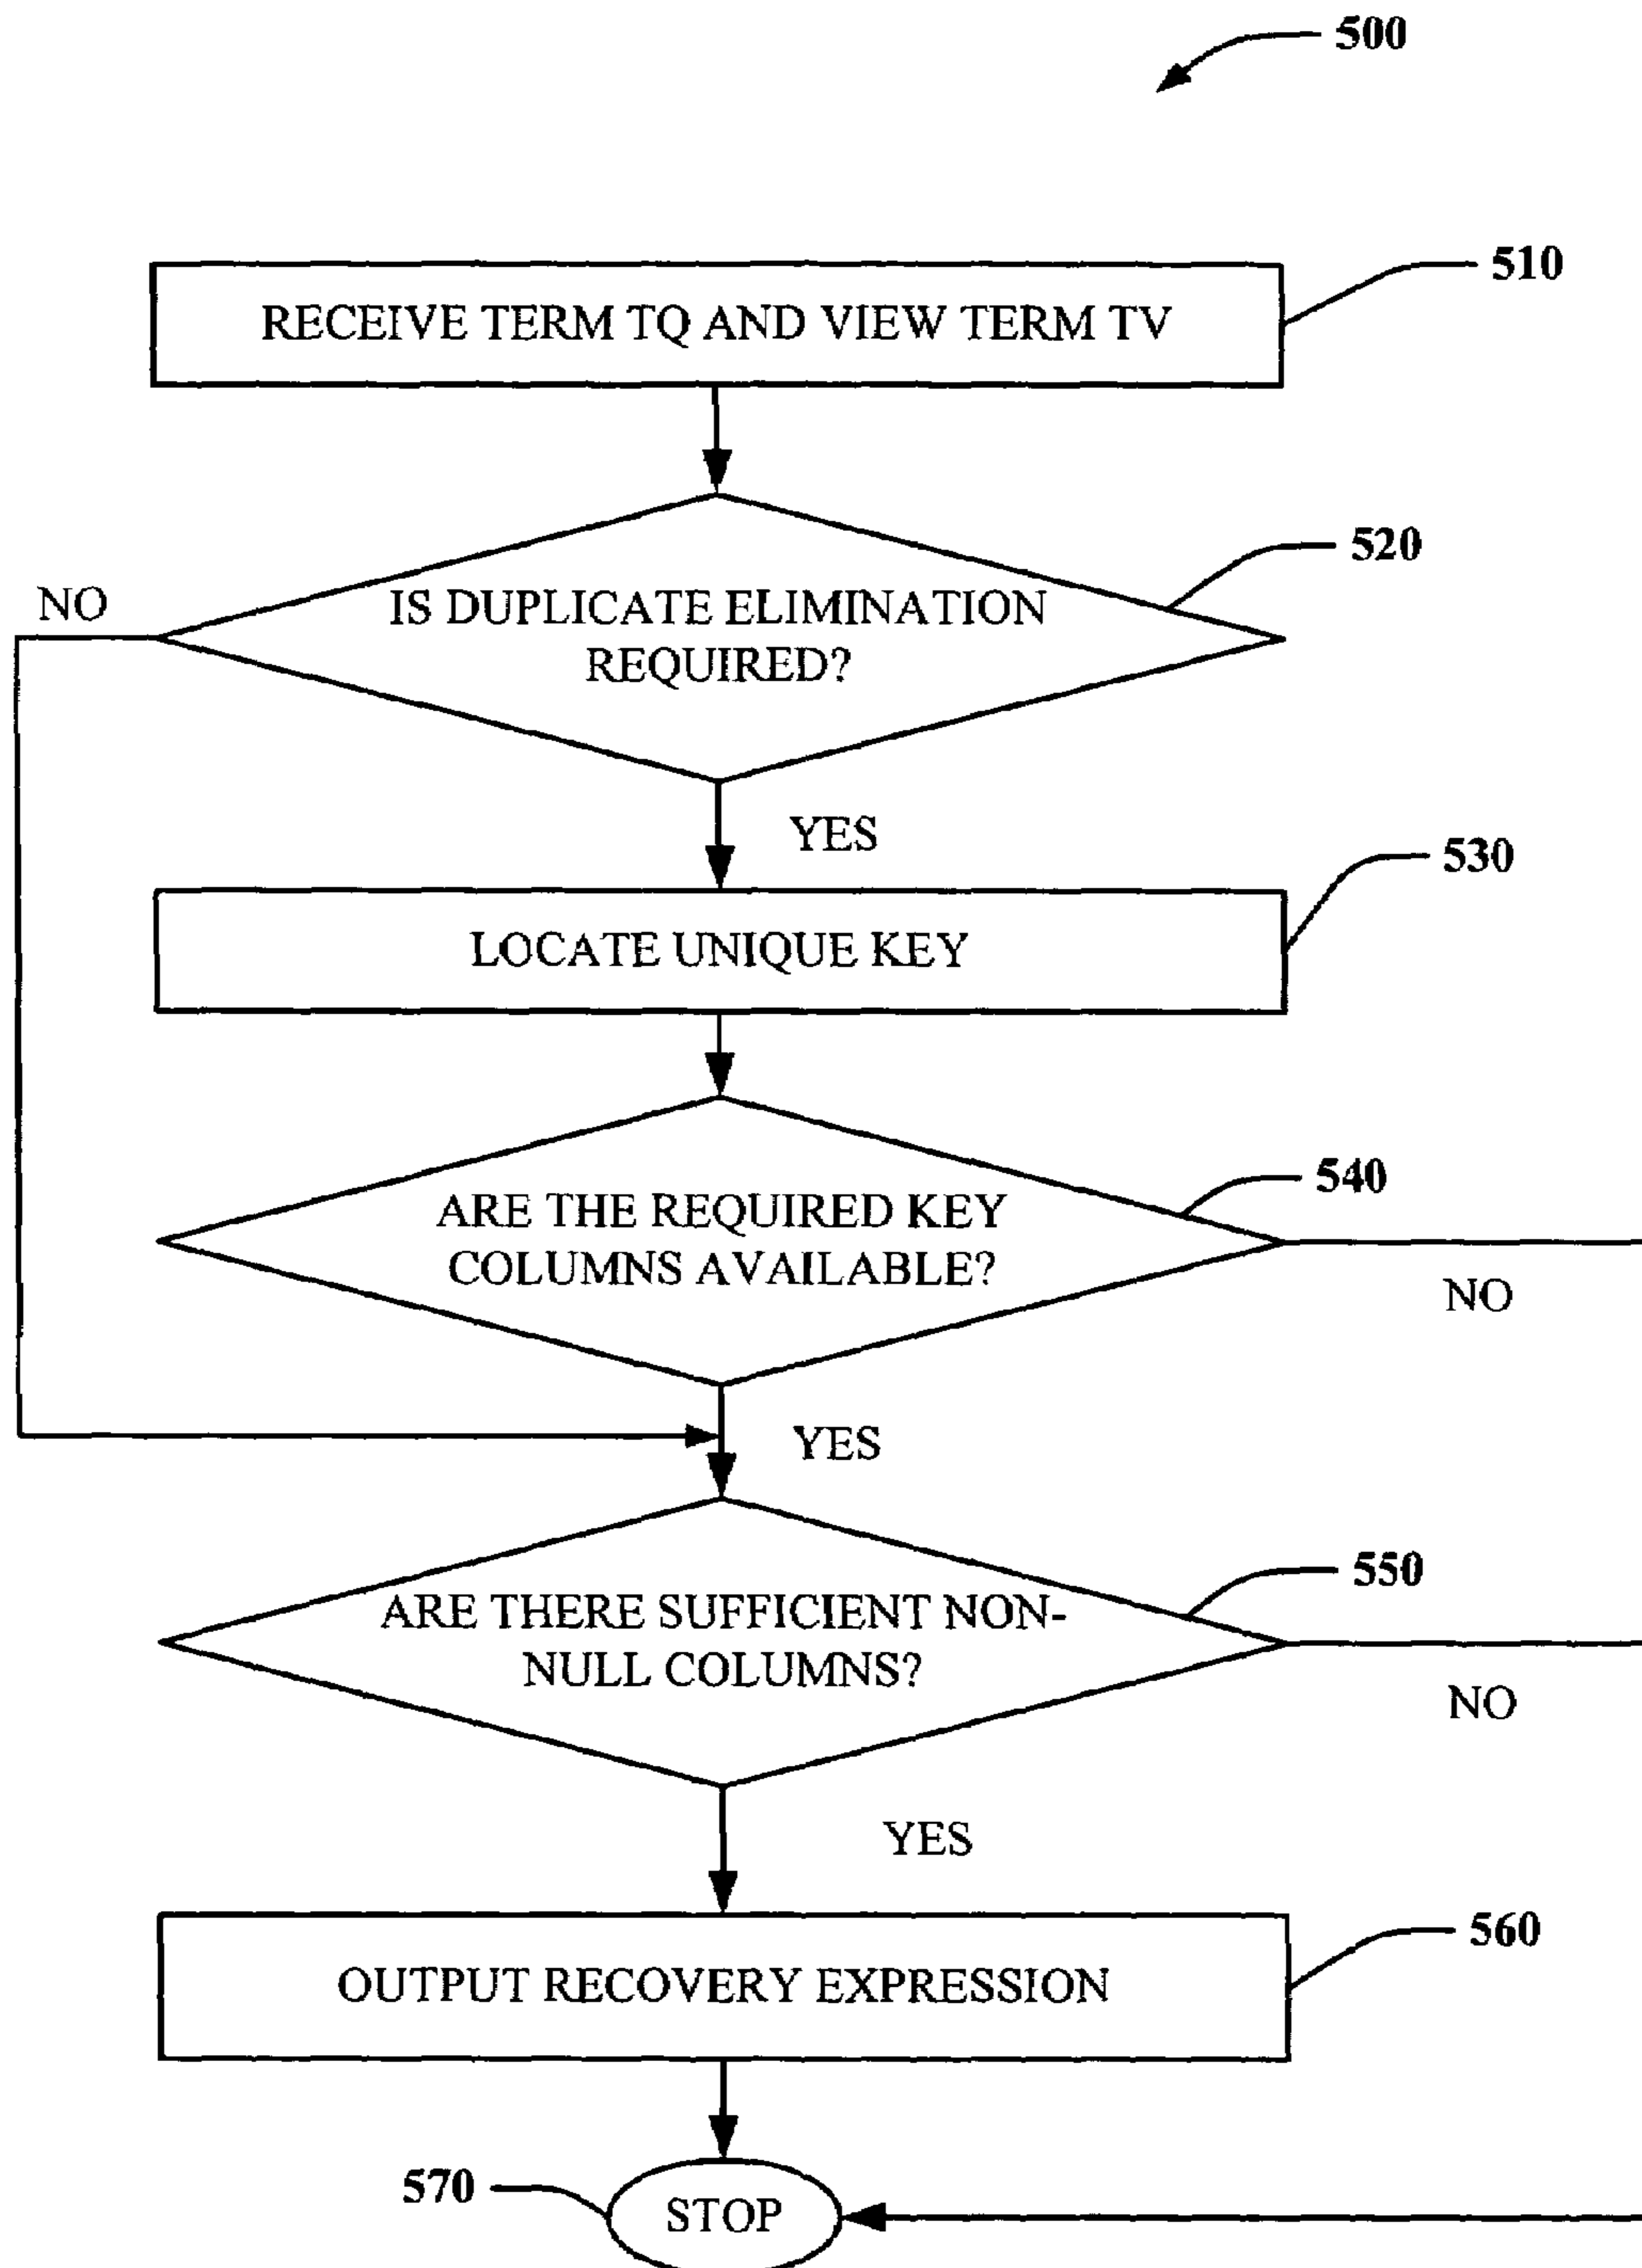 500
RECEIVE TERM TQ AND VIEW TERM TV
510
520
NO
IS DUPLICATE ELIMINATION
REQUIRED?
YES
530
LOCATE UNIQUE KEY
540
ARE THE REQUIRED KEY
COLUMNS AVAILABLE?
NO
YES
550
ARE THERE SUFFICIENT NON-
NULL COLUMNS?
NO
YES
560
OUTPUT RECOVERY EXPRESSION
570
STOP